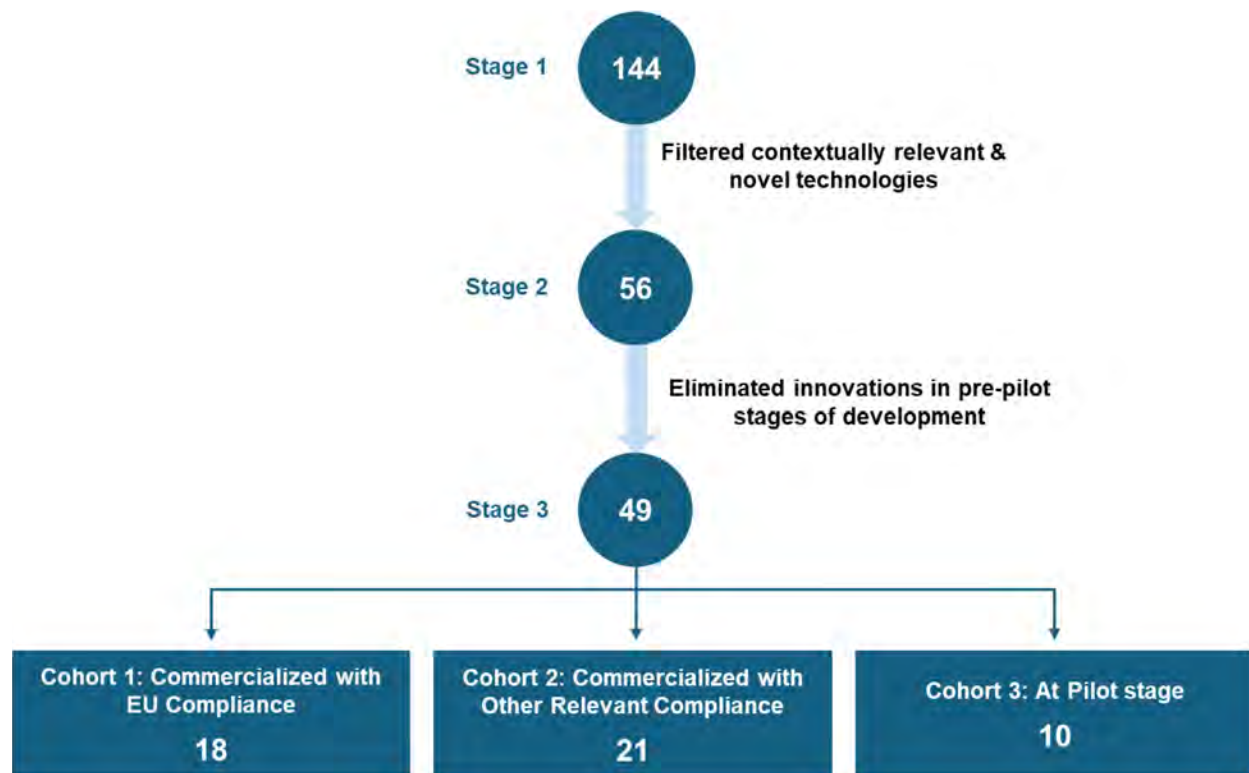 Stage 1
144
Filtered contextually relevant &
novel technologies
Stage 2
56
Eliminated innovations in pre-pilot
stages of development
Stage 3
49
Cohort 1: Commercialized with
EU Compliance
18
Cohort 2: Commercialized with
Other Relevant Compliance
21
Cohort 3: At Pilot stage
10